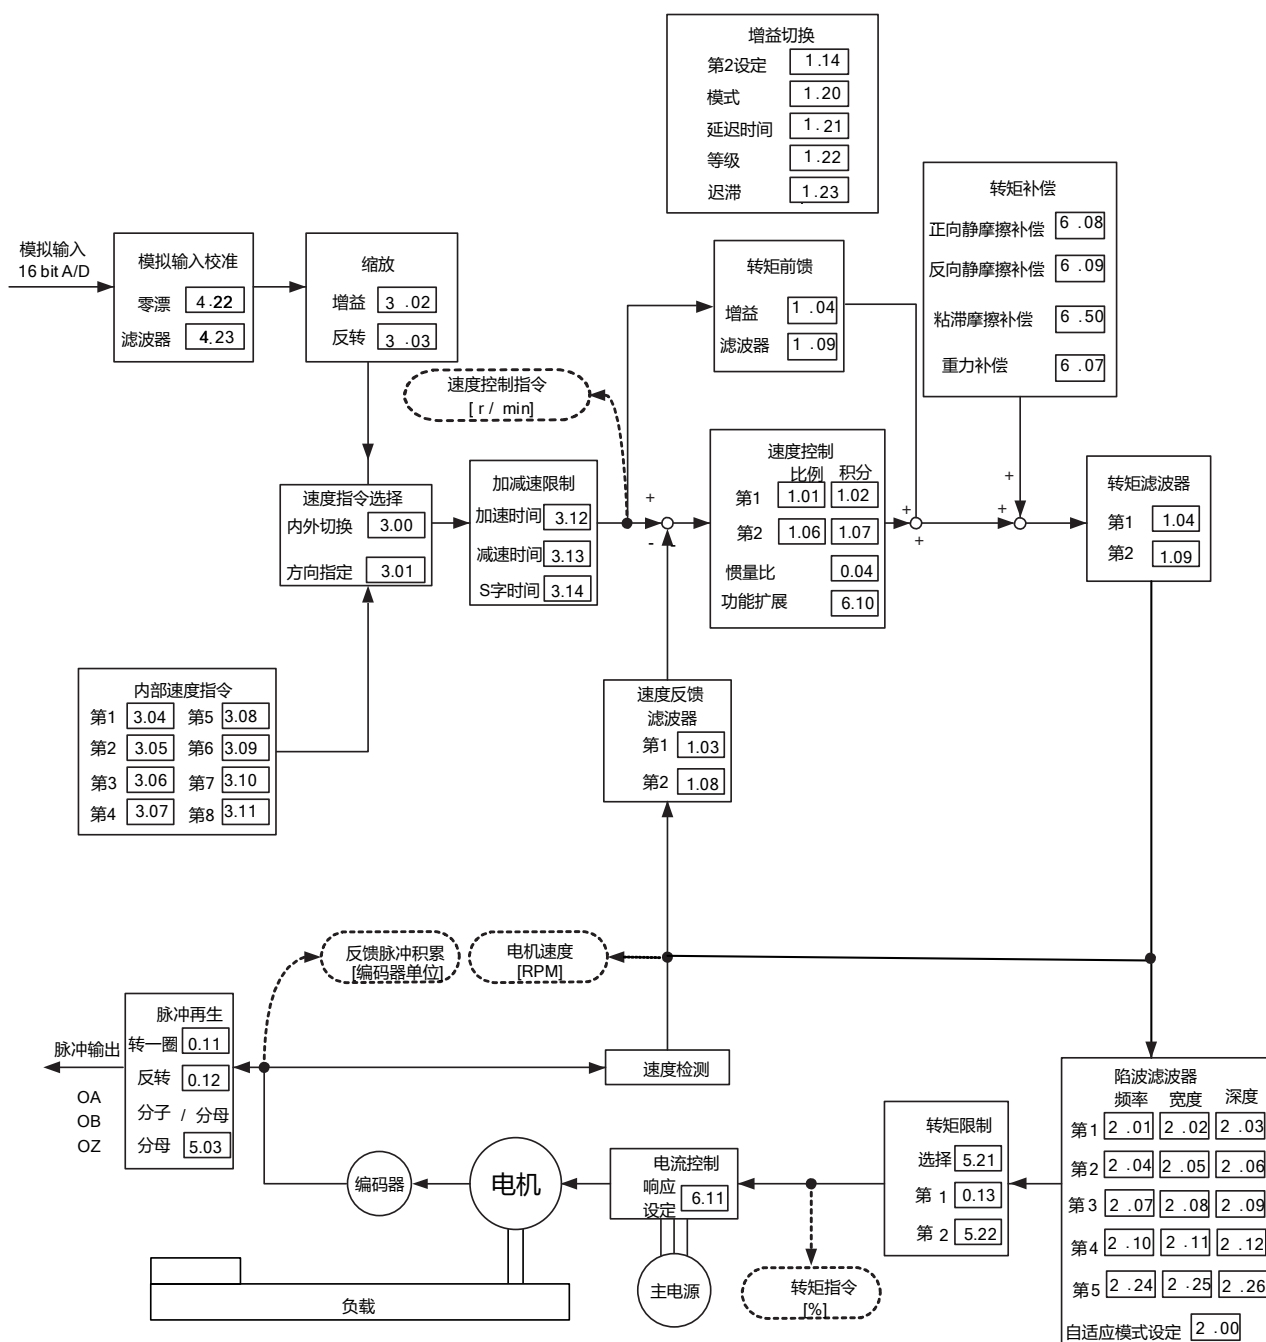 增益切换
第2设定 1.14
模式 1.20
延迟时间 1.21
等级 1.22
迟滞 1.23
转矩补偿
正向静摩擦补偿 6.08
反向静摩擦补偿 6.09
粘滞摩擦补偿 6.50
重力补偿 6.07
模拟输入
16 bit A/D
模拟输入校准
零漂 4.22
滤波器 4.23
缩放
增益 3.02
反转 3.03
转矩前馈
增益 1.04
滤波器 1.09
速度控制指令
[ r / min]
速度指令选择
内外切换 3.00
方向指定 3.01
加减速限制
加速时间 3.12
减速时间 3.13
S字时间 3.14
+
- -
速度控制
比例 积分
第1 1.01 1.02
第2 1.06 1.07
惯量比 0.04
功能扩展 6.10
+
+
+
+
转矩滤波器
第1 1.04
第2 1.09
内部速度指令
第1 3.04 第5 3.08
第2 3.05 第6 3.09
第3 3.06 第7 3.10
第4 3.07 第8 3.11
速度反馈
滤波器
第1 1.03
第2 1.08
反馈脉冲积累
[编码器单位]
电机速度
[RPM]
脉冲输出
OA
OB
OZ
脉冲再生
转一圈 0.11
反转 0.12
分子 / 分母
分母 5.03
速度检测
编码器
电机
电流控制
响应
设定 6.11
主电源
负载
转矩指令
[%]
转矩限制
选择 5.21
第 1 0.13
第 2 5.22
陷波滤波器
频率 宽度 深度
第1 2.01 2.02 2.03
第2 2.04 2.05 2.06
第3 2.07 2.08 2.09
第4 2.10 2.11 2.12
第5 2.24 2.25 2.26
自适应模式设定 2.00